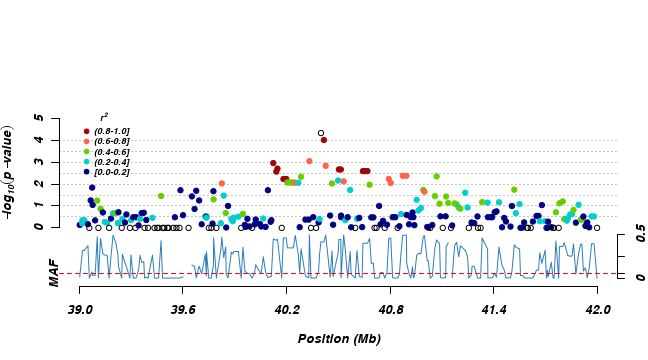 5
4
3
2
1
0
-log10(p-value)
r2
(0.8-1.0]
(0.6-0.8]
(0.4-0.6]
(0.2-0.4]
[0.0-0.2]
MAF
0.5
0
39.0 39.6 40.2 40.8 41.4 42.0
Position (Mb)